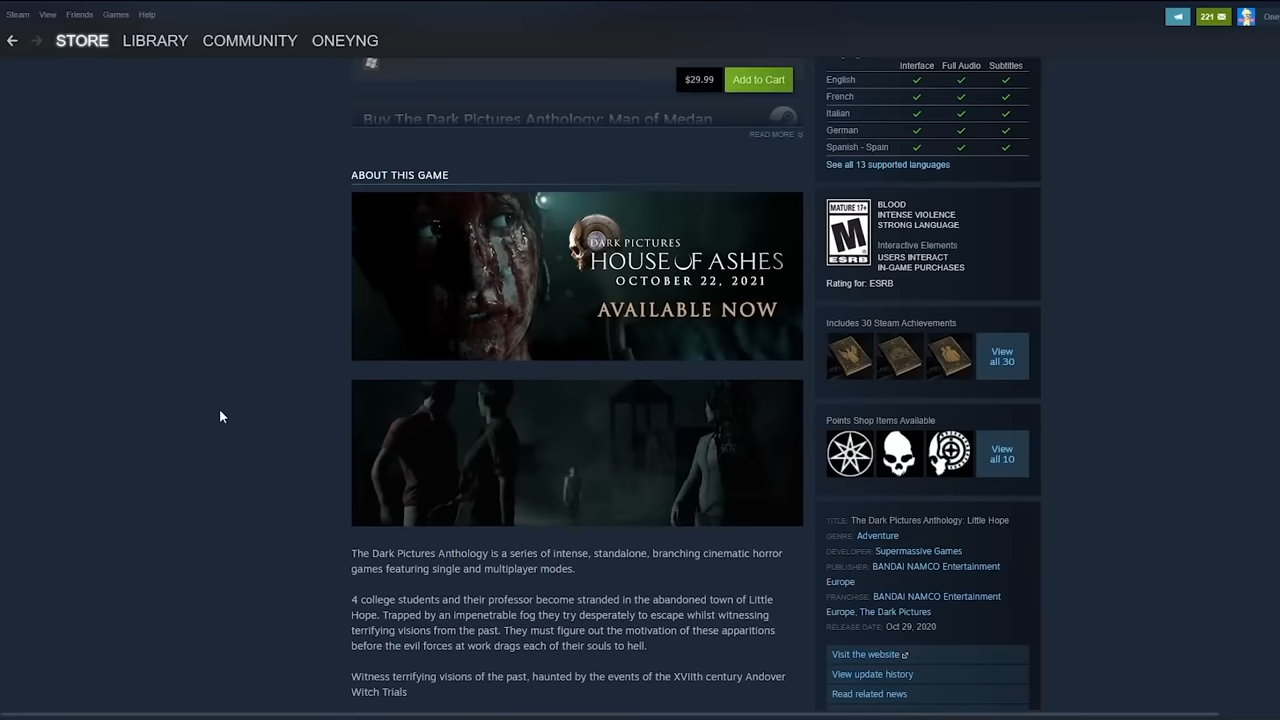 Steam View Friends Games Help
221
One
STORE LIBRARY COMMUNITY ONEYNG
$29.99 Add to Cart
Buy The Dark Pictures Anthology: Man of Medan
READ MORE
ABOUT THIS GAME
DARK PICTURES
HOUSE OF ASHES
OCTOBER 22, 2021
AVAILABLE NOW
The Dark Pictures Anthology is a series of intense, standalone, branching cinematic horror
games featuring single and multiplayer modes.
4 college students and their professor become stranded in the abandoned town of Little
Hope. Trapped by an impenetrable fog they try desperately to escape whilst witnessing
terrifying visions from the past. They must figure out the motivation of these apparitions
before the evil forces at work drags each of their souls to hell.
Witness terrifying visions of the past, haunted by the events of the XVIIth century Andover
Witch Trials
Interface Full Audio Subtitles
English
French
Italian
German
Spanish - Spain
See all 13 supported languages
MATURE 17+
M
ESRB
BLOOD
INTENSE VIOLENCE
STRONG LANGUAGE
Interactive Elements
USERS INTERACT
IN-GAME PURCHASES
Rating for: ESRB
Includes 30 Steam Achievements
View
all 30
Points Shop Items Available
View
all 10
TITLE: The Dark Pictures Anthology: Little Hope
GENRE: Adventure
DEVELOPER: Supermassive Games
PUBLISHER: BANDAI NAMCO Entertainment
Europe
FRANCHISE: BANDAI NAMCO Entertainment
Europe, The Dark Pictures
RELEASE DATE: Oct 29, 2020
Visit the website
View update history
Read related news